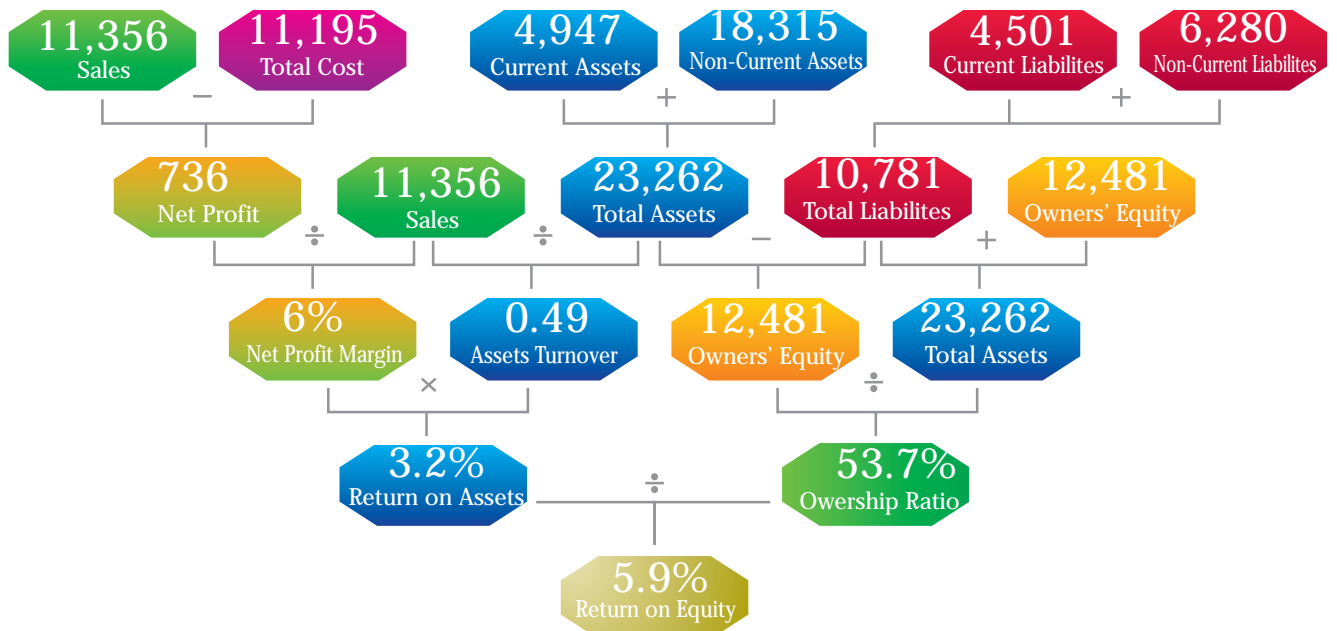 11,356
Sales
11,195
Total Cost
4,947
Current Assets
18,315
Non-Current Assets
4,501
Current Liabilites
6,280
Non-Current Liabilites
−
+
+
736
Net Profit
11,356
Sales
23,262
Total Assets
10,781
Total Liabilites
12,481
Owners' Equity
÷
÷
−
+
6%
Net Profit Margin
0.49
Assets Turnover
12,481
Owners' Equity
23,262
Total Assets
×
÷
3.2%
Return on Assets
53.7%
Owership Ratio
÷
5.9%
Return on Equity